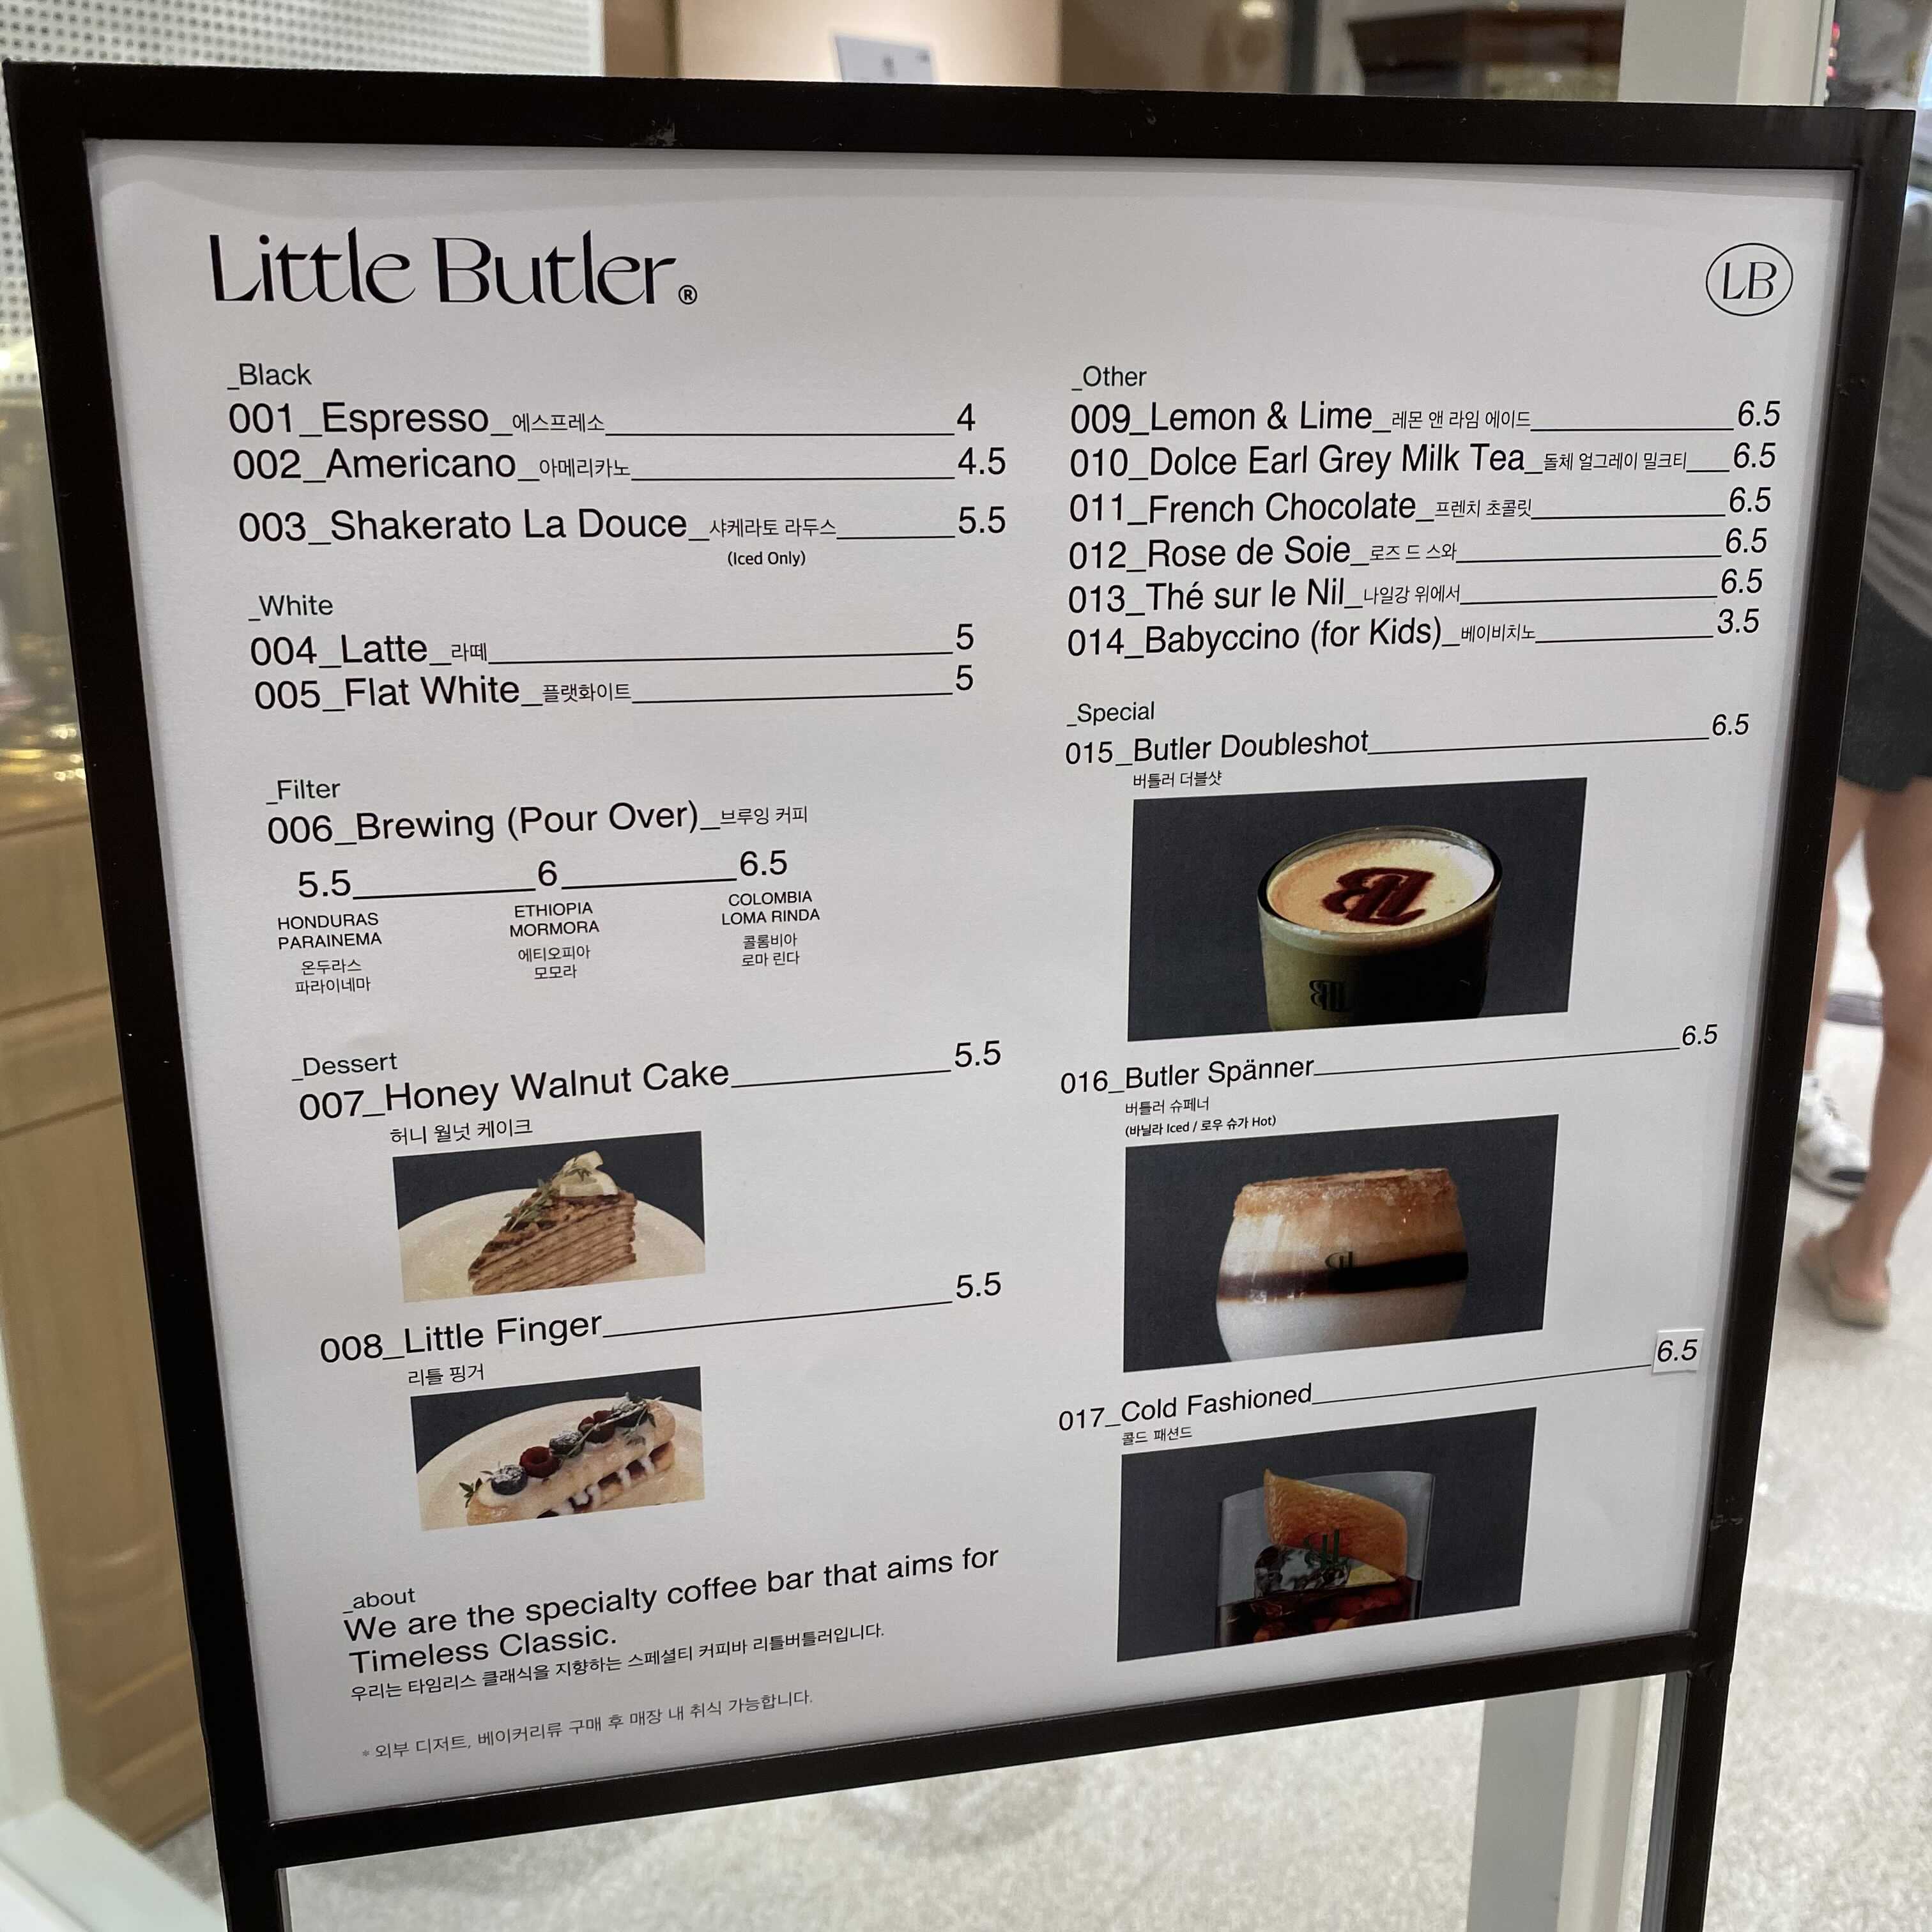 Little Butler®
LB
_Black
001_Espresso_에스프레소 4
002_Americano_아메리카노 4.5
003_Shakerato La Douce_샤케라토 라두스 5.5
(Iced Only)
_White
004_Latte_라떼 5
005_Flat White_플랫화이트 5
_Filter
006_Brewing (Pour Over)_브루잉 커피
5.5 6 6.5
HONDURAS PARAINEMA
온두라스
파라이네마
ETHIOPIA
MORMORA
에티오피아
모모라
COLOMBIA
LOMA RINDA
콜롬비아
로마 린다
_Dessert
007_Honey Walnut Cake 5.5
허니 월넛 케이크
008_Little Finger 5.5
리틀 핑거
_about
We are the specialty coffee bar that aims for
Timeless Classic.
우리는 타임리스 클래식을 지향하는 스페셜티 커피바 리틀버틀러입니다.
* 외부 디저트, 베이커리류 구매 후 매장 내 취식 가능합니다.
_Other
009_Lemon & Lime_레몬 앤 라임 에이드 6.5
010_Dolce Earl Grey Milk Tea_돌체 얼그레이 밀크티 6.5
011_French Chocolate_프렌치 초콜릿 6.5
012_Rose de Soie_로즈 드 스와 6.5
013_Thé sur le Nil_나일강 위에서 6.5
014_Babyccino (for Kids)_베이비치노 3.5
_Special
015_Butler Doubleshot 6.5
버틀러 더블샷
016_Butler Spänner 6.5
버틀러 슈페너
(바닐라 Iced / 로우 슈가 Hot)
017_Cold Fashioned 6.5
콜드 패션드